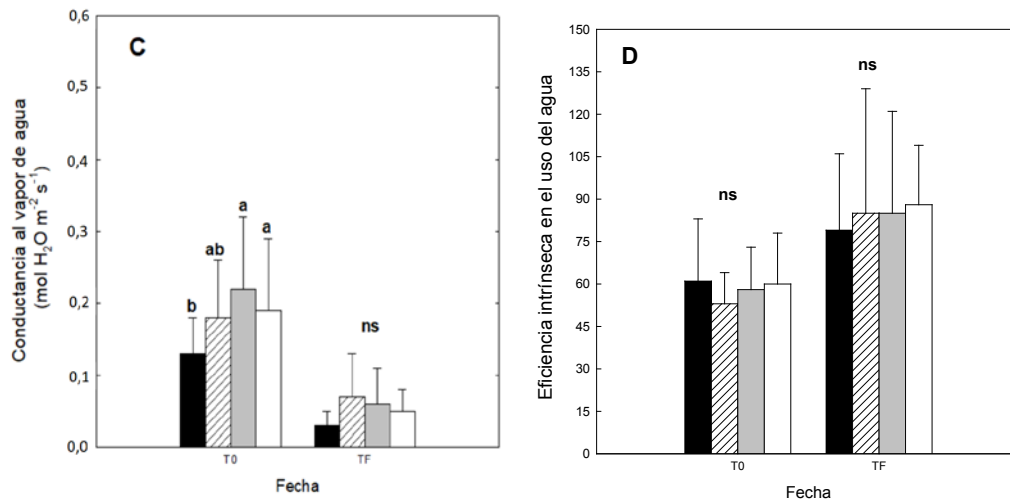 C
Conductancia al vapor de agua
(mol H₂O m⁻² s⁻¹)
0,6
0,5
0,4
0,3
0,2
0,1
0,0
b
ab
a
a
ns
T0
TF
Fecha
D
Eficiencia intrínseca en el uso del agua
150
135
120
105
90
75
60
45
30
15
0
ns
ns
T0
TF
Fecha